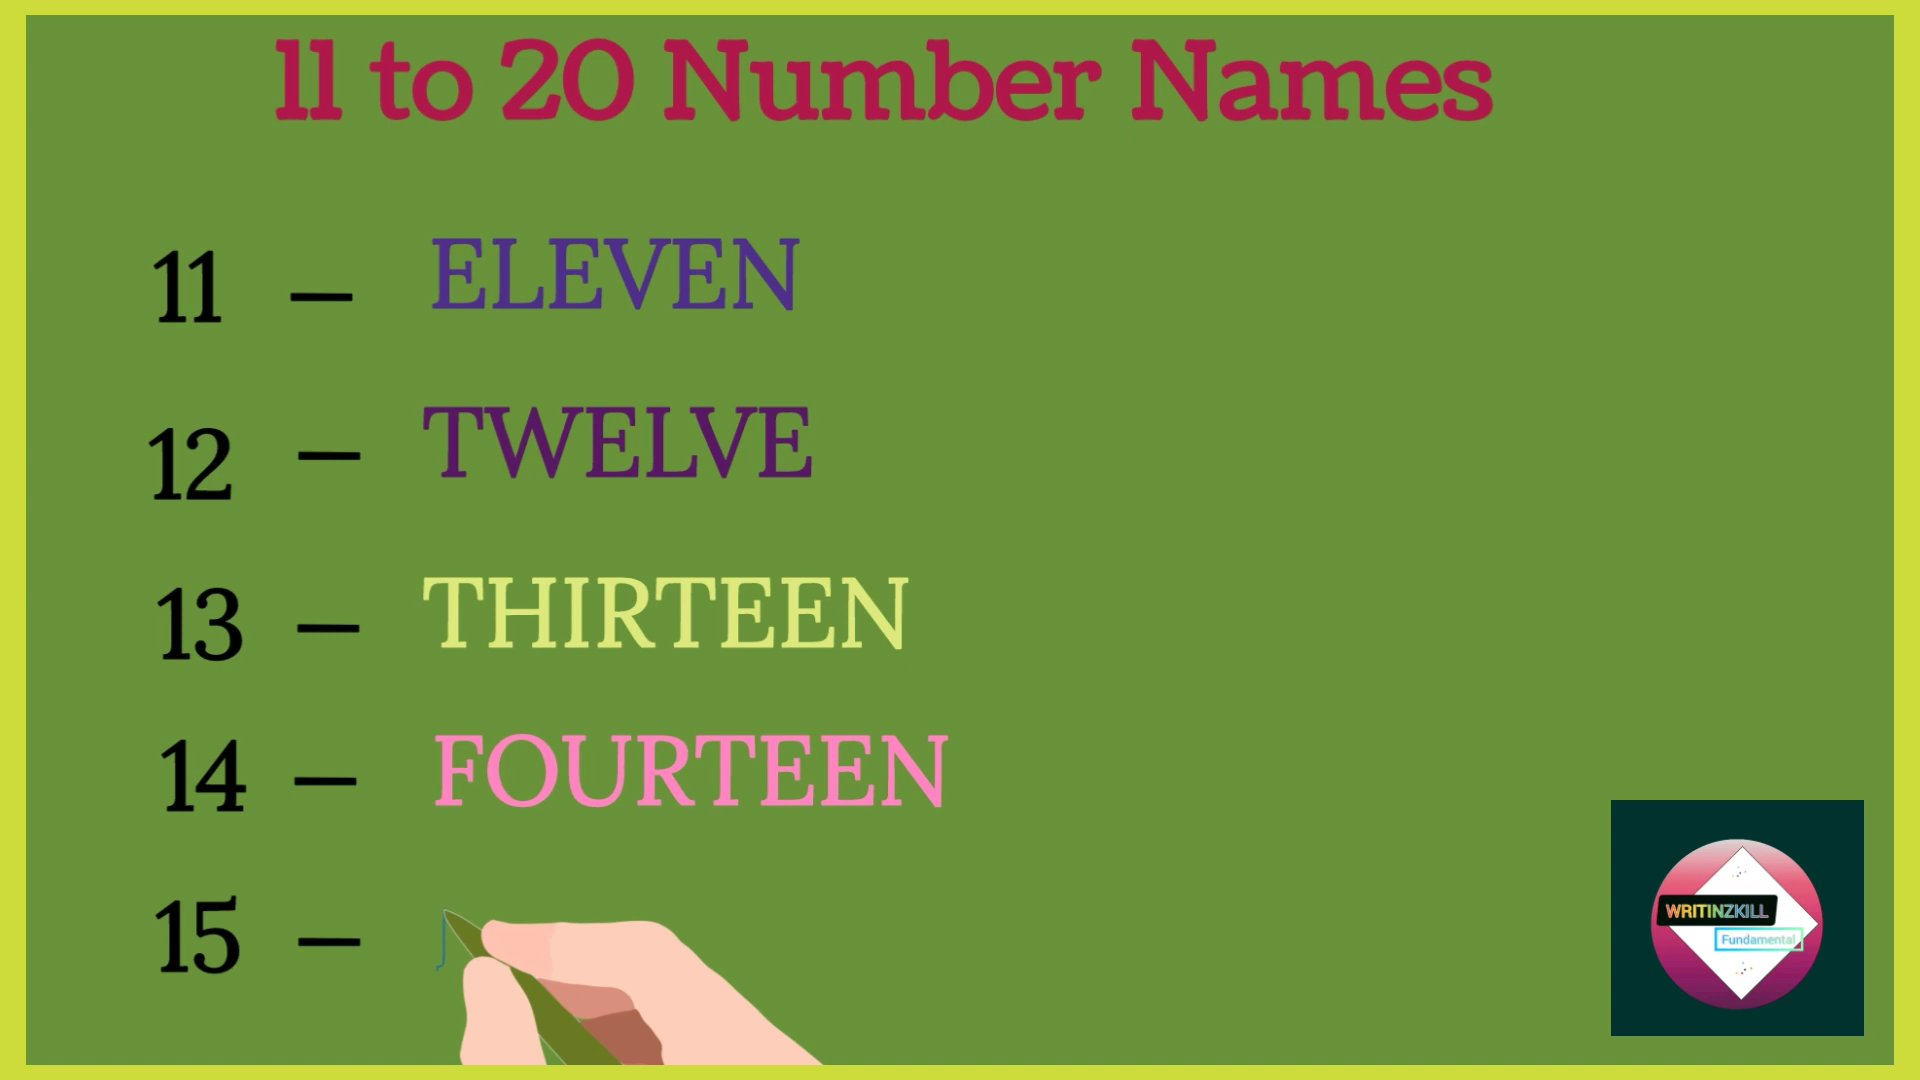 11 to 20 Number Names
11 – ELEVEN
12 – TWELVE
13 – THIRTEEN
14 – FOURTEEN
15 –
WRITINZKILL
Fundamental